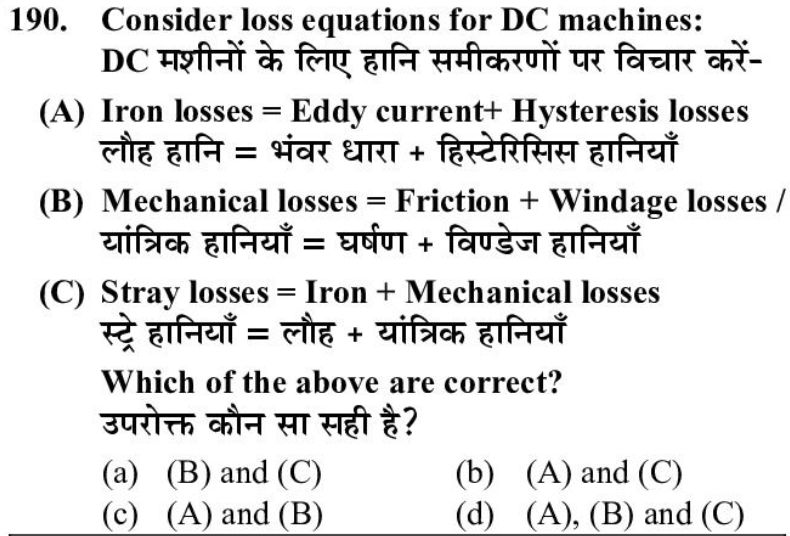 190. Consider loss equations for DC machines:
DC मशीनों के लिए हानि समीकरणों पर विचार करें-
(A) Iron losses = Eddy current+ Hysteresis losses
लौह हानि = भंवर धारा + हिस्टेरिसिस हानियाँ
(B) Mechanical losses = Friction + Windage losses /
यांत्रिक हानियाँ = घर्षण + विण्डेज हानियाँ
(C) Stray losses = Iron + Mechanical losses
स्ट्रे हानियाँ = लौह + यांत्रिक हानियाँ
Which of the above are correct?
उपरोक्त कौन सा सही है?
(a) (B) and (C) (b) (A) and (C)
(c) (A) and (B) (d) (A), (B) and (C)